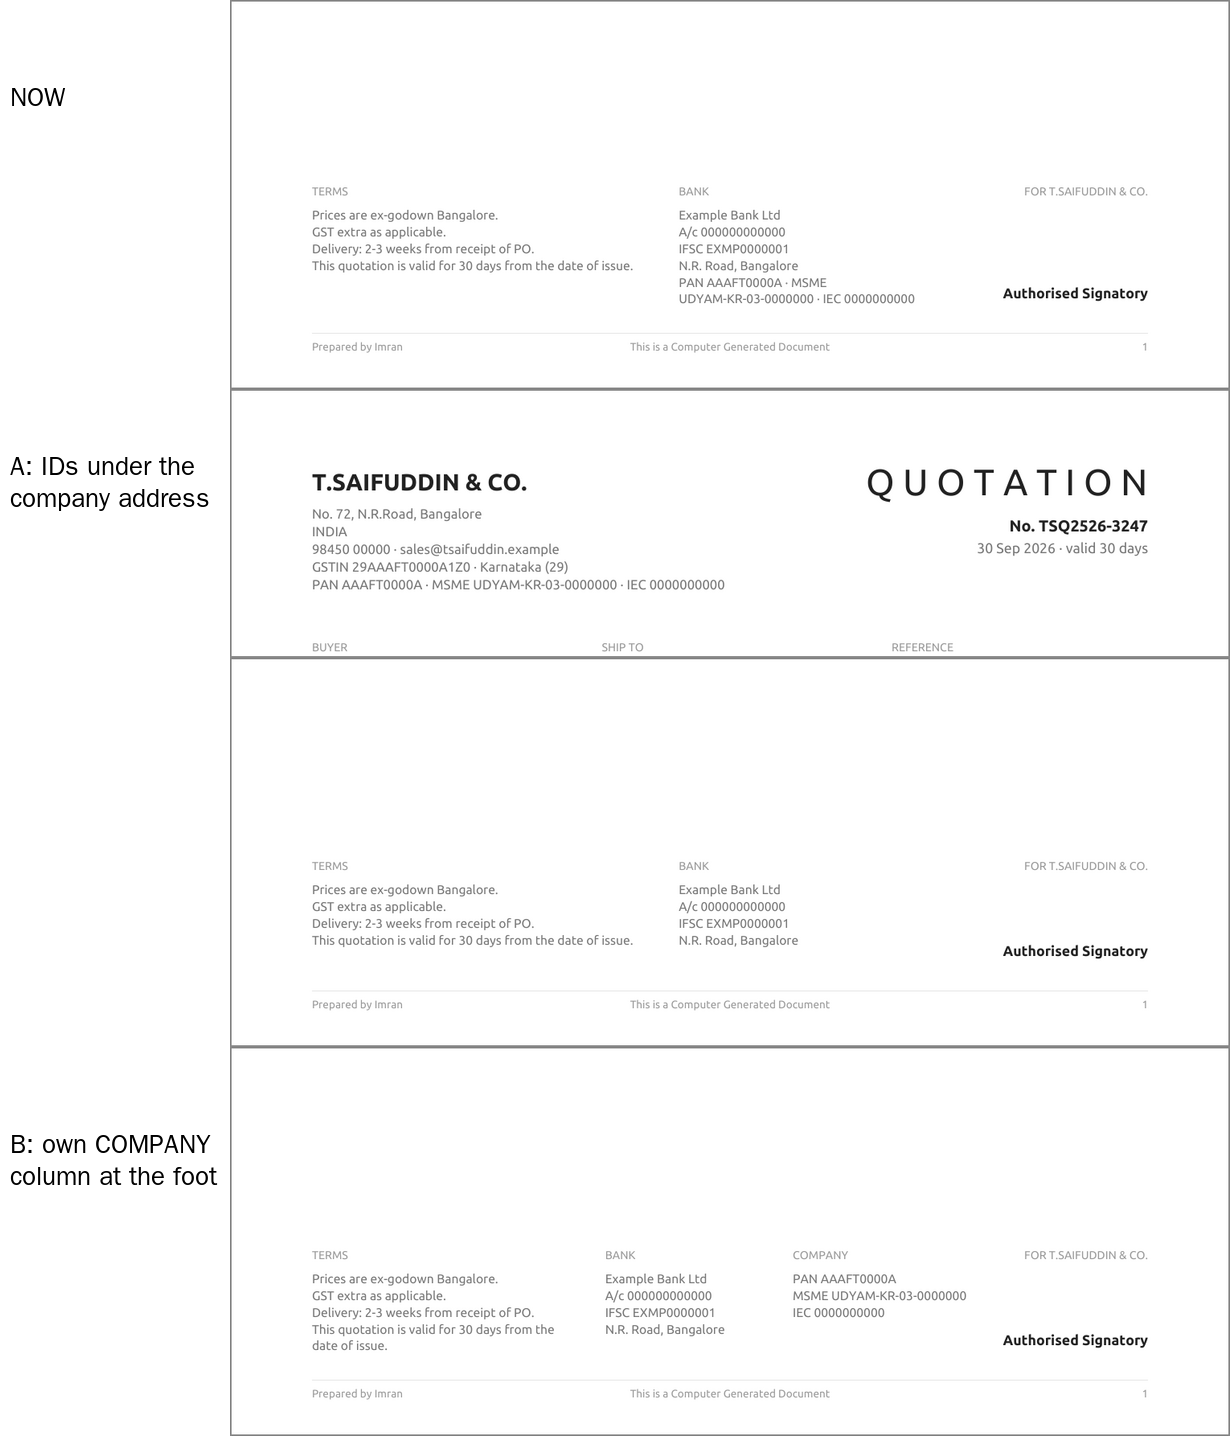 NOW
TERMS
Prices are ex-godown Bangalore.
GST extra as applicable.
Delivery: 2-3 weeks from receipt of PO.
This quotation is valid for 30 days from the date of issue.
BANK
Example Bank Ltd
A/c 000000000000
IFSC EXMP0000001
N.R. Road, Bangalore
PAN AAAFT0000A · MSME
UDYAM-KR-03-0000000 · IEC 0000000000
FOR T.SAIFUDDIN & CO.
Authorised Signatory
Prepared by Imran
This is a Computer Generated Document
1
A: IDs under the
company address
T.SAIFUDDIN & CO.
No. 72, N.R.Road, Bangalore
INDIA
98450 00000 · sales@tsaifuddin.example
GSTIN 29AAAFT0000A1Z0 · Karnataka (29)
PAN AAAFT0000A · MSME UDYAM-KR-03-0000000 · IEC 0000000000
QUOTATION
No. TSQ2526-3247
30 Sep 2026 · valid 30 days
BUYER
SHIP TO
REFERENCE
TERMS
Prices are ex-godown Bangalore.
GST extra as applicable.
Delivery: 2-3 weeks from receipt of PO.
This quotation is valid for 30 days from the date of issue.
BANK
Example Bank Ltd
A/c 000000000000
IFSC EXMP0000001
N.R. Road, Bangalore
FOR T.SAIFUDDIN & CO.
Authorised Signatory
Prepared by Imran
This is a Computer Generated Document
1
B: own COMPANY
column at the foot
TERMS
Prices are ex-godown Bangalore.
GST extra as applicable.
Delivery: 2-3 weeks from receipt of PO.
This quotation is valid for 30 days from the
date of issue.
BANK
Example Bank Ltd
A/c 000000000000
IFSC EXMP0000001
N.R. Road, Bangalore
COMPANY
PAN AAAFT0000A
MSME UDYAM-KR-03-0000000
IEC 0000000000
FOR T.SAIFUDDIN & CO.
Authorised Signatory
Prepared by Imran
This is a Computer Generated Document
1